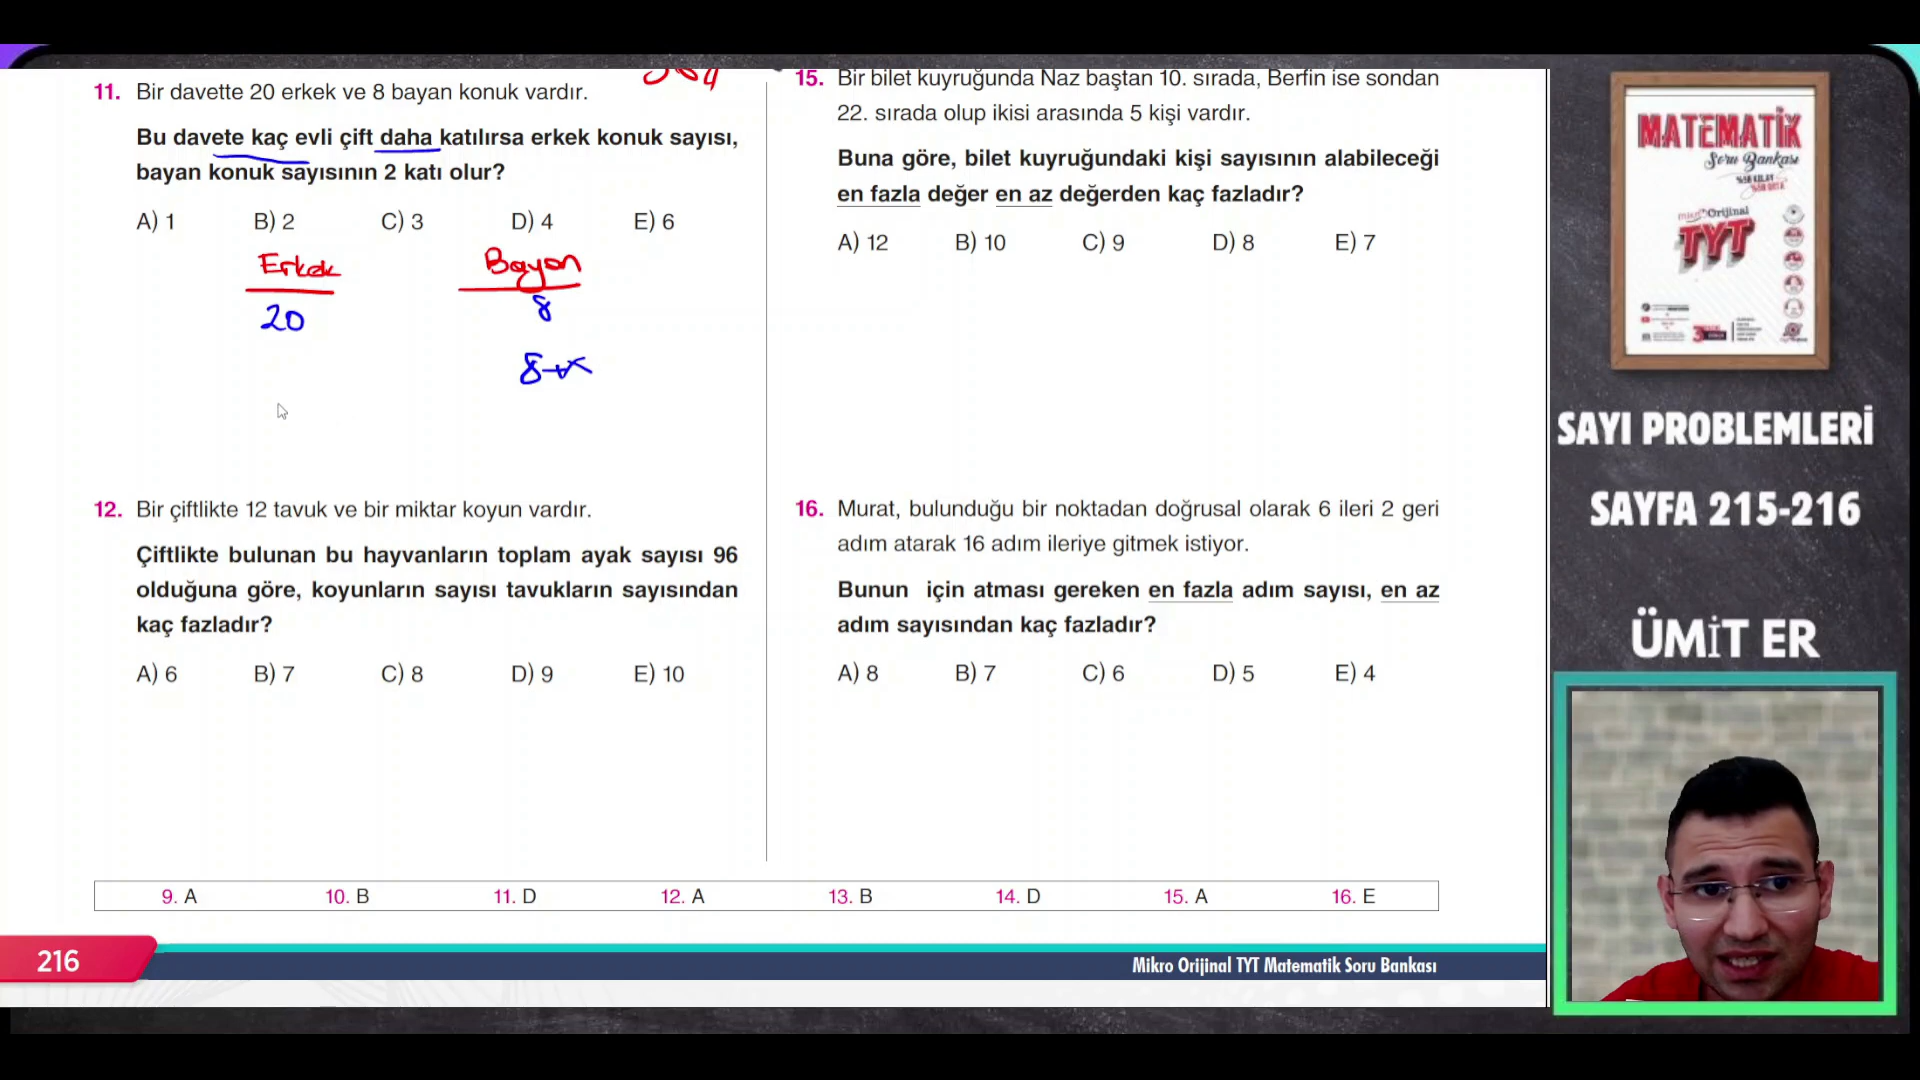 11. Bir davette 20 erkek ve 8 bayan konuk vardır.
Bu davete kaç evli çift daha katılırsa erkek konuk sayısı,
bayan konuk sayısının 2 katı olur?
A) 1 B) 2 C) 3 D) 4 E) 6
Erkek Bayan
20 8
8+x
12. Bir çiftlikte 12 tavuk ve bir miktar koyun vardır.
Çiftlikte bulunan bu hayvanların toplam ayak sayısı 96
olduğuna göre, koyunların sayısı tavukların sayısından
kaç fazladır?
A) 6 B) 7 C) 8 D) 9 E) 10
15. Bir bilet kuyruğunda Naz baştan 10. sırada, Berfin ise sondan
22. sırada olup ikisi arasında 5 kişi vardır.
Buna göre, bilet kuyruğundaki kişi sayısının alabileceği
en fazla değer en az değerden kaç fazladır?
A) 12 B) 10 C) 9 D) 8 E) 7
16. Murat, bulunduğu bir noktadan doğrusal olarak 6 ileri 2 geri
adım atarak 16 adım ileriye gitmek istiyor.
Bunun için atması gereken en fazla adım sayısı, en az
adım sayısından kaç fazladır?
A) 8 B) 7 C) 6 D) 5 E) 4
9. A 10. B 11. D 12. A 13. B 14. D 15. A 16. E
216
Mikro Orijinal TYT Matematik Soru Bankası
MATEMATİK
Soru Bankası
Orijinal
TYT
SAYI PROBLEMLERİ
SAYFA 215-216
ÜMİT ER